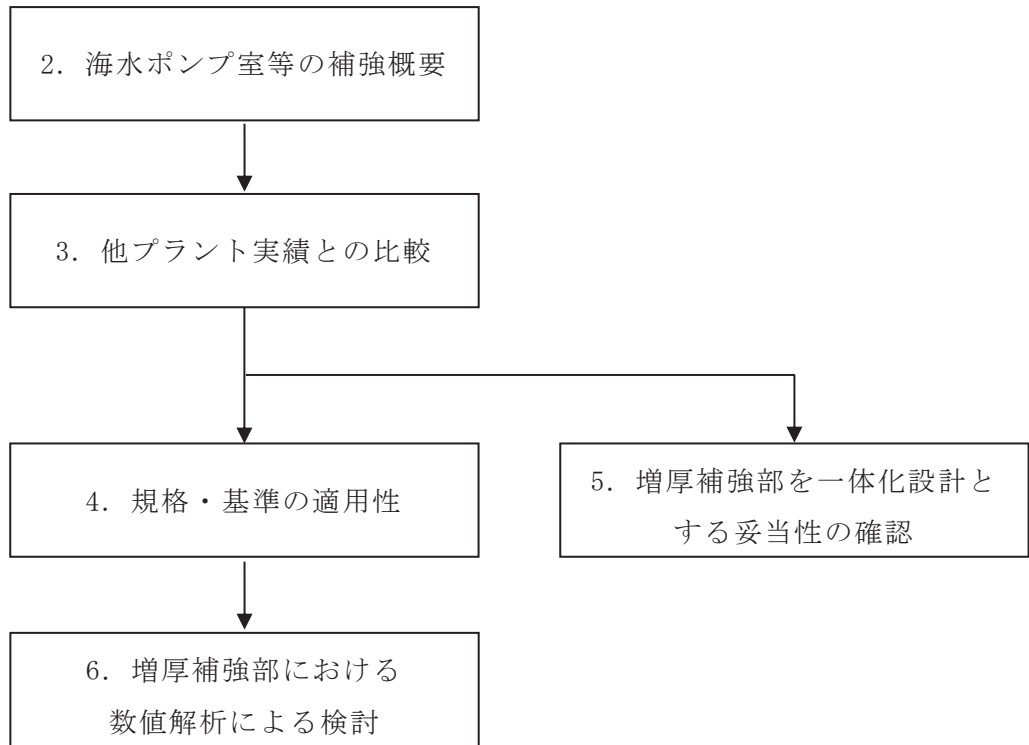 2. 海水ポンプ室等の補強概要
3. 他プラント実績との比較
4. 規格・基準の適用性
5. 増厚補強部を一体化設計と
する妥当性の確認
6. 増厚補強部における
数値解析による検討